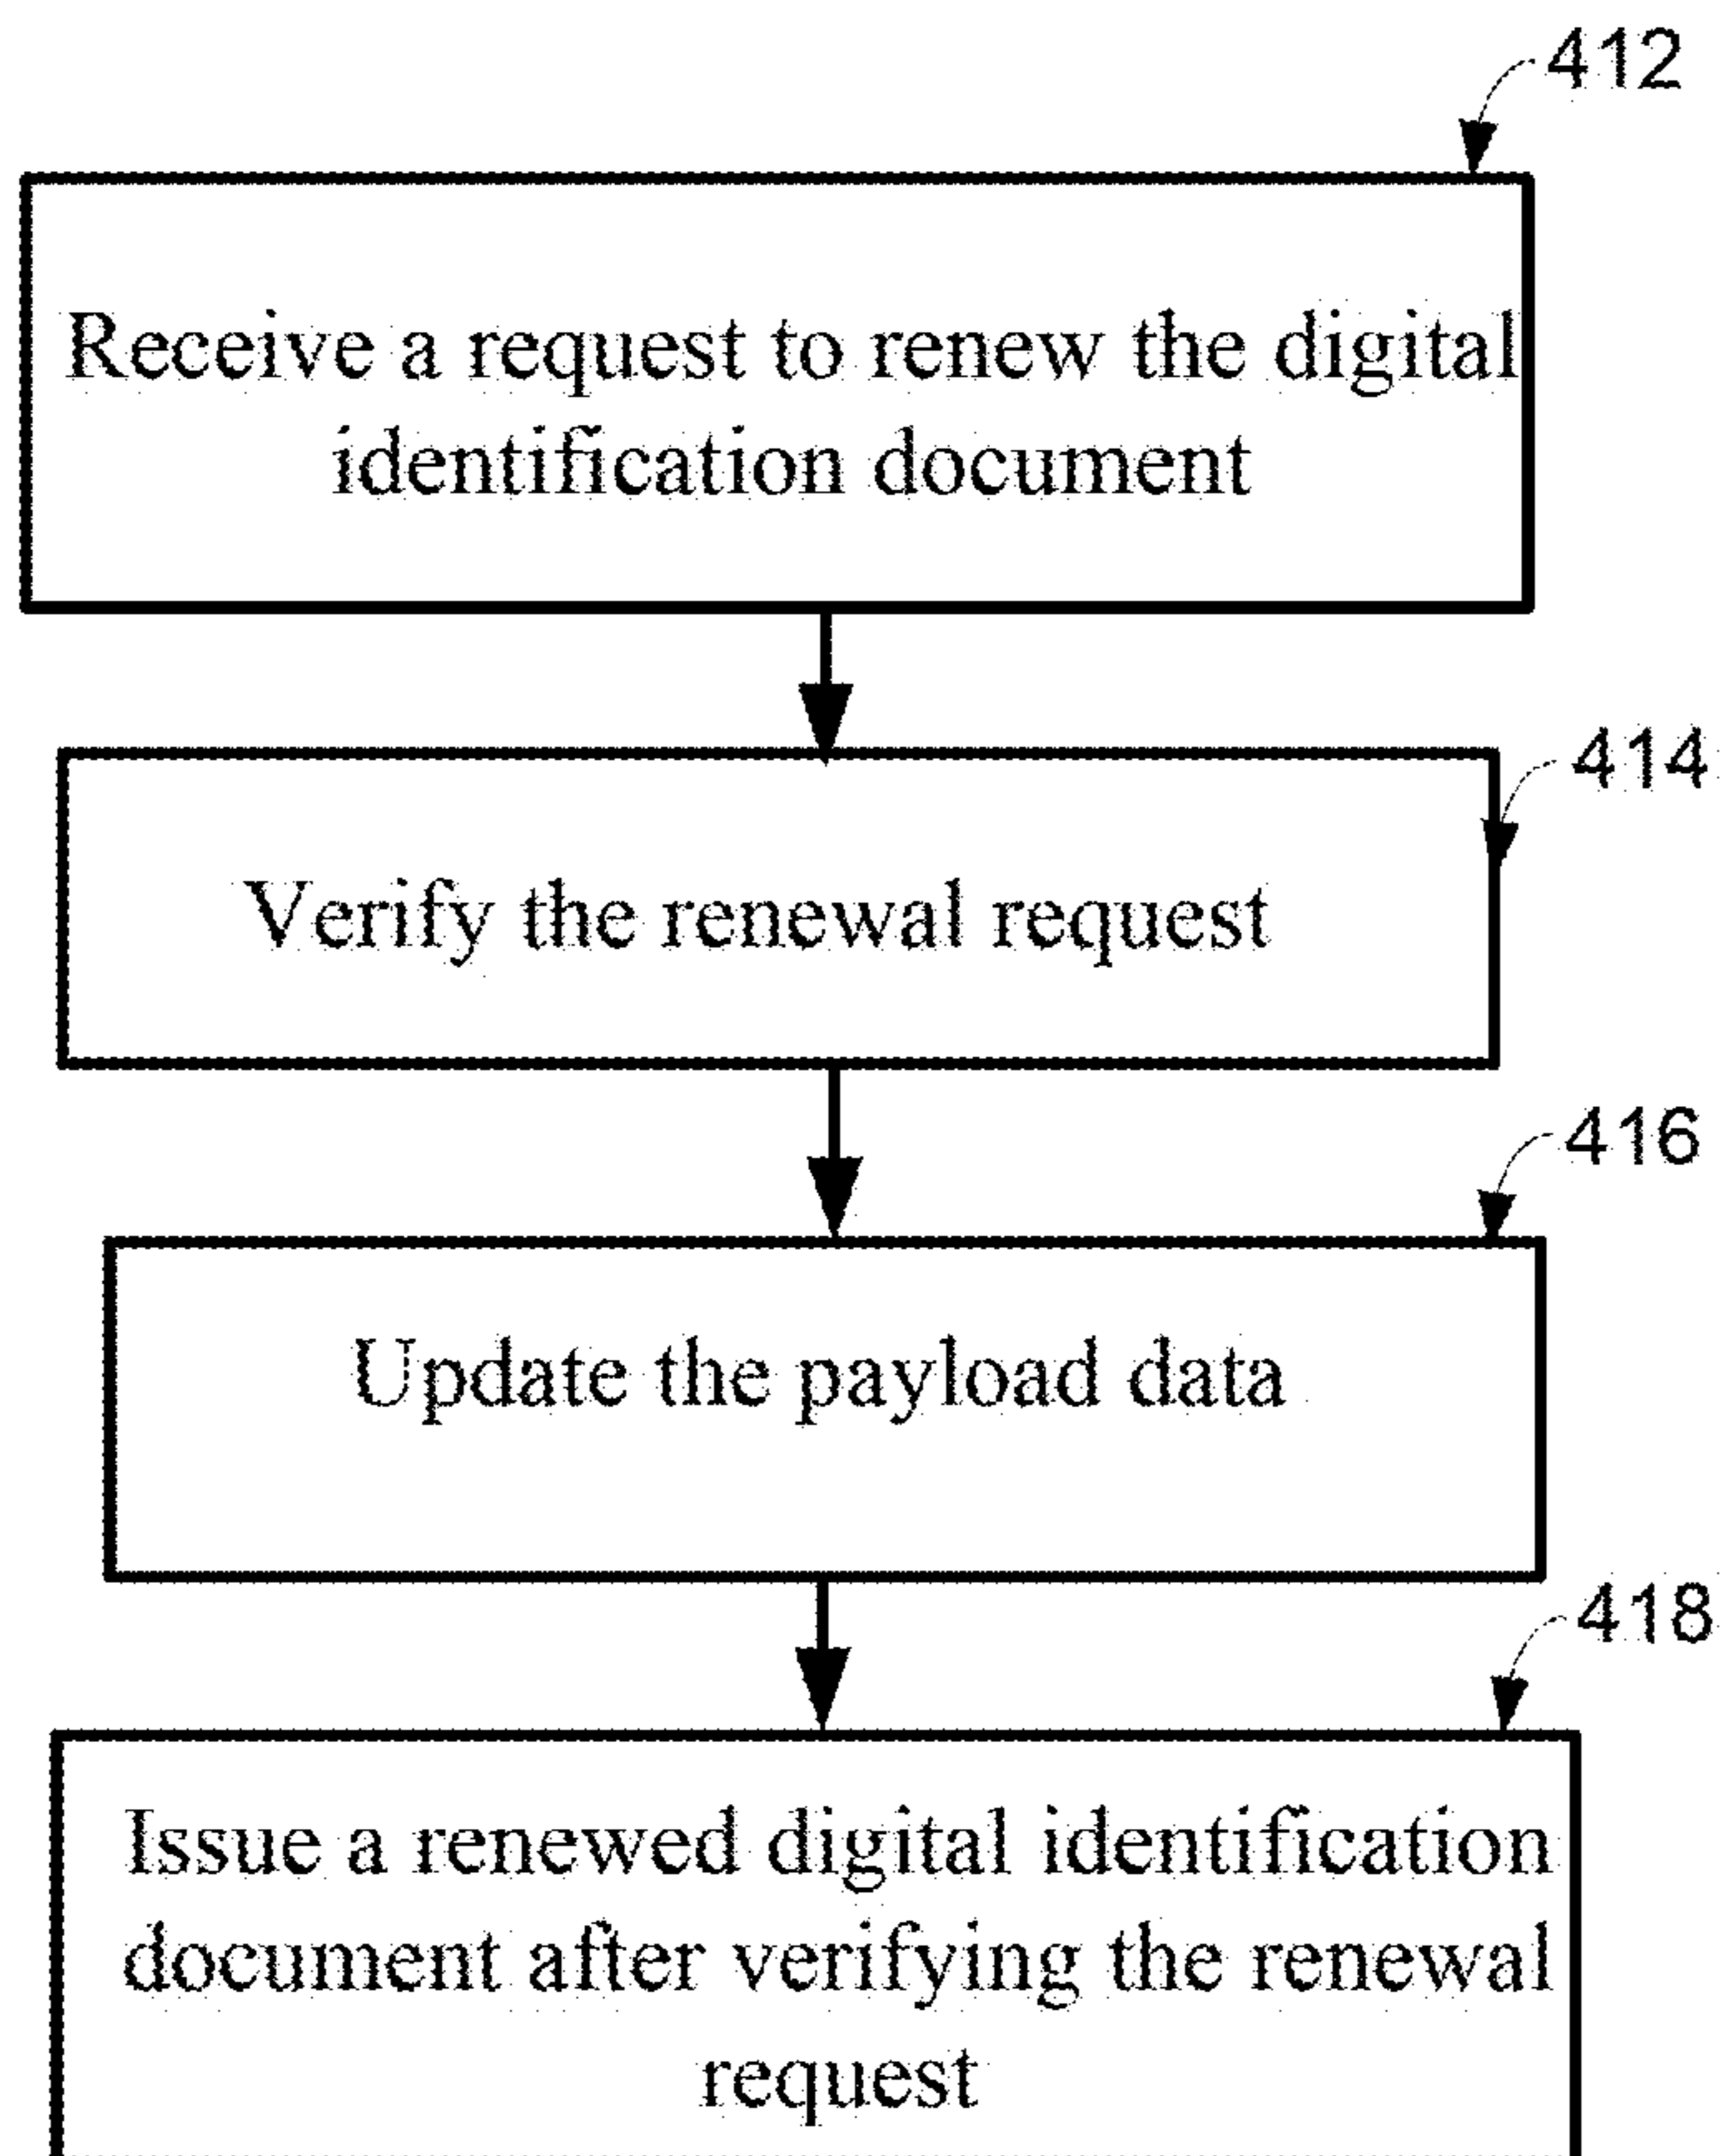 412
Receive a request to renew the digital
identification document
414
Verify the renewal request
416
Update the payload data
418
Issue a renewed digital identification
document after verifying the renewal
request